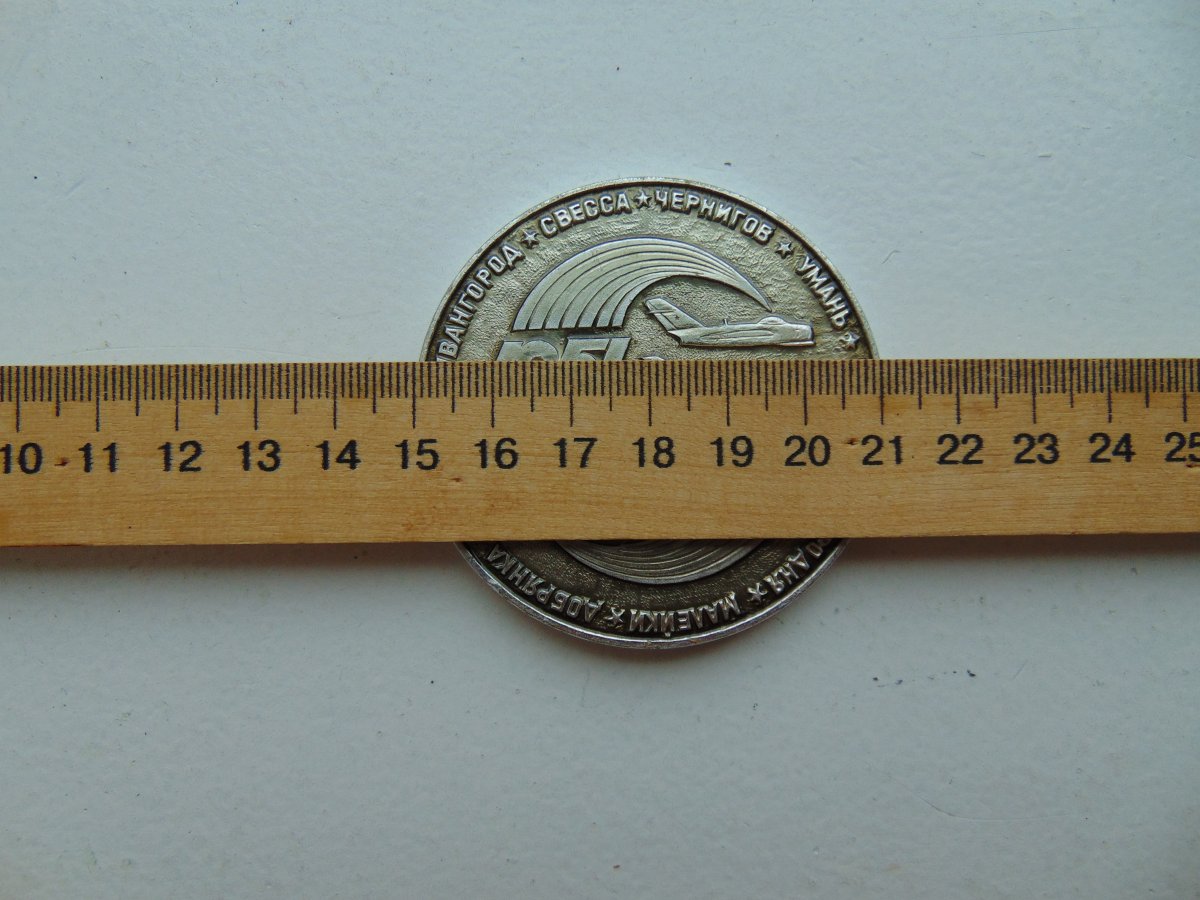 ИВАНГОРОД ★ СВЕССА ★ ЧЕРНИГОВ ★ УМАНЬ ★
10 11 12 13 14 15 16 17 18 19 20 21 22 23 24 25
ДНЯ ★ МАЛЕЙКИ ★ ДОБРЯНКА